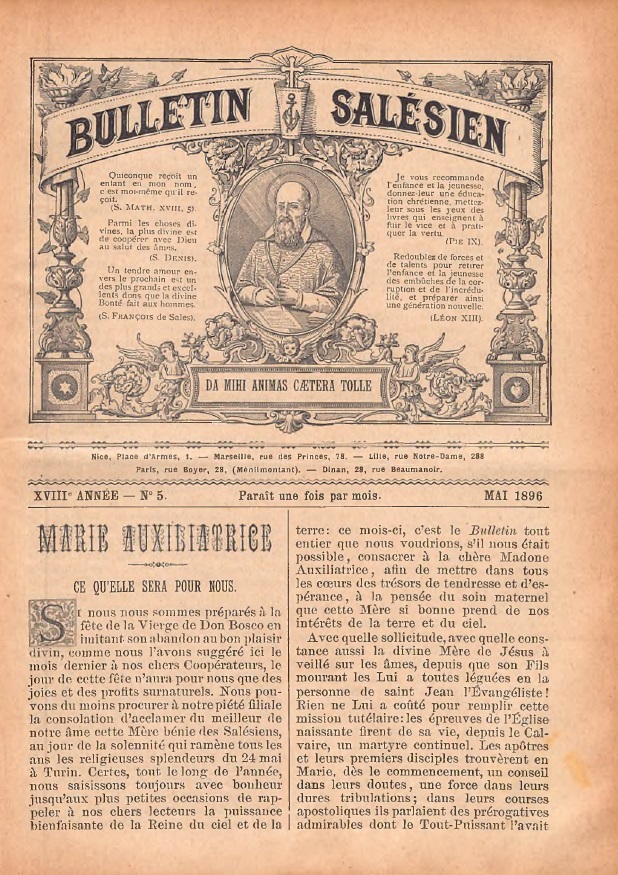 BULLETIN SALÉSIEN
Quiconque reçoit un
enfant en mon nom,
c'est moi-même qu'il re-
çoit.
(S. MATH. XVIII, 5).
Parmi les choses di-
vines, la plus divine est
de coopérer avec Dieu
au salut des âmes.
(S. DENIS).
Un tendre amour en-
vers le prochain est un
des plus grands et excel-
lents dons que la divine
Bonté fait aux hommes.
(S. FRANÇOIS de Sales).
Je vous recommande
l'enfance et la jeunesse,
donnez-leur une éduca-
tion chrétienne, mettez-
leur sous les yeux des
livres qui enseignent à
fuir le vice et à prati-
quer la vertu.
(PIE IX).
Redoublez de forces et
de talents pour retirer
l'enfance et la jeunesse
des embûches de la cor-
ruption et de l'incrédu-
lité, et préparer ainsi
une génération nouvelle.
(LÉON XIII).
DA MIHI ANIMAS CÆTERA TOLLE
Nice, Place d'Armes, 1. — Marseille, rue des Princes, 78. — Lille, rue Notre-Dame, 288
Paris, rue Boyer, 28, (Ménilmontant). — Dinan, 28, rue Beaumanoir.
XVIIIe ANNÉE — No 5. Paraît une fois par mois. MAI 1896
MARIE AUXILIATRICE
CE QU'ELLE SERA POUR NOUS.
SI nous nous sommes préparés à la
fête de la Vierge de Don Bosco en
imitant son abandon au bon plaisir
divin, comme nous l'avons suggéré ici le
mois dernier à nos chers Coopérateurs, le
jour de cette fête n'aura pour nous que des
joies et des profits surnaturels. Nous pou-
vons du moins procurer à notre piété filiale
la consolation d'acclamer du meilleur de
notre âme cette Mère bénie des Salésiens,
au jour de la solennité qui ramène tous les
ans les religieuses splendeurs du 24 mai
à Turin. Certes, tout le long de l'année,
nous saisissons toujours avec bonheur
jusqu'aux plus petites occasions de rap-
peler à nos chers lecteurs la puissance
bienfaisante de la Reine du ciel et de la
terre: ce mois-ci, c'est le Bulletin tout
entier que nous voudrions, s'il nous était
possible, consacrer à la chère Madone
Auxiliatrice, afin de mettre dans tous
les cœurs des trésors de tendresse et d'es-
pérance, à la pensée du soin maternel
que cette Mère si bonne prend de nos
intérêts de la terre et du ciel.
Avec quelle sollicitude, avec quelle cons-
tance aussi la divine Mère de Jésus a
veillé sur les âmes, depuis que son Fils
mourant les Lui a toutes léguées en la
personne de saint Jean l'Évangéliste!
Rien ne Lui a coûté pour remplir cette
mission tutélaire: les épreuves de l'Église
naissante firent de sa vie, depuis le Cal-
vaire, un martyre continuel. Les apôtres
et leurs premiers disciples trouvèrent en
Marie, dès le commencement, un conseil
dans leurs doutes, une force dans leurs
dures tribulations; dans leurs courses
apostoliques ils parlaient des prérogatives
admirables dont le Tout-Puissant l'avait